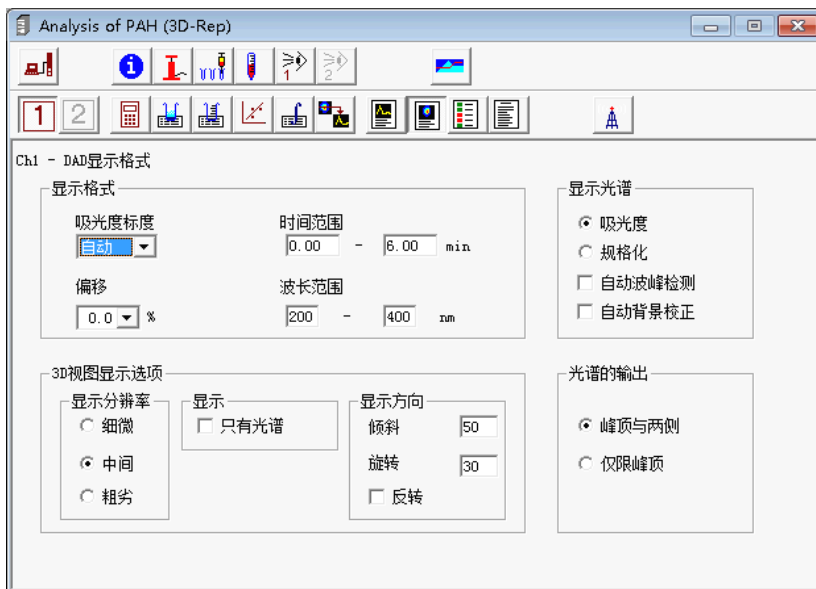 Analysis of PAH (3D-Rep)
1 2
1 2
Ch1 - DAD显示格式
显示格式
吸光度标度
自动
时间范围
0.00 - 6.00 min
偏移
0.0 %
波长范围
200 - 400 nm
显示光谱
吸光度
规格化
自动波峰检测
自动背景校正
3D视图显示选项
显示分辨率
细微
中间
粗劣
显示
只有光谱
显示方向
倾斜 50
旋转 30
反转
光谱的输出
峰顶与两侧
仅限峰顶